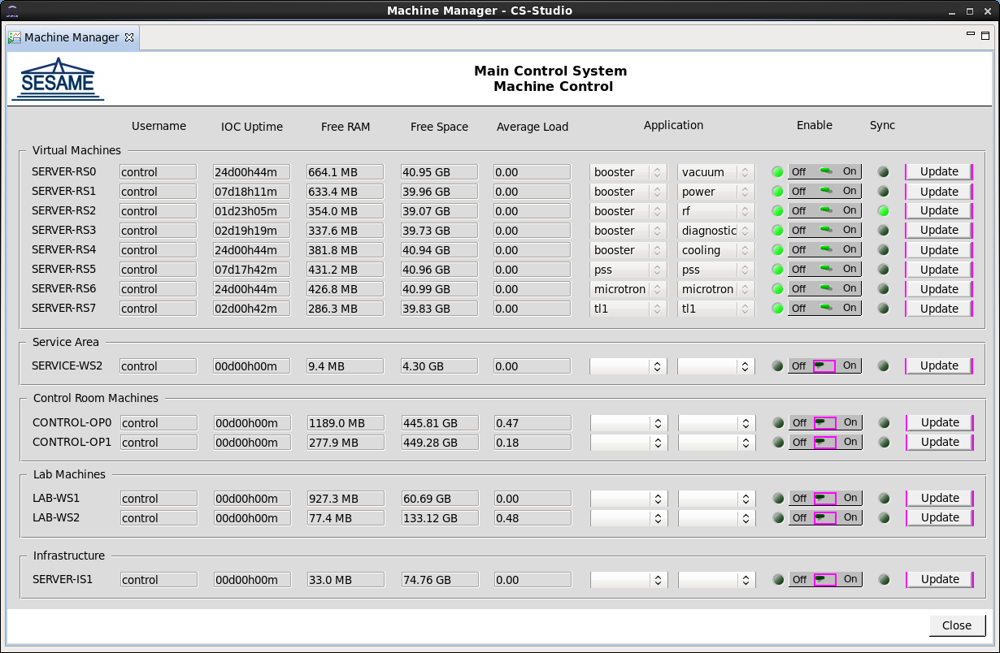 Machine Manager - CS-Studio
Machine Manager
SESAME
Main Control System
Machine Control
Username IOC Uptime Free RAM Free Space Average Load Application Enable Sync
Virtual Machines
SERVER-RS0 control 24d00h44m 664.1 MB 40.95 GB 0.00 booster vacuum Off On Update
SERVER-RS1 control 07d18h11m 633.4 MB 39.96 GB 0.00 booster power Off On Update
SERVER-RS2 control 01d23h05m 354.0 MB 39.07 GB 0.00 booster rf Off On Update
SERVER-RS3 control 02d19h19m 337.6 MB 39.73 GB 0.00 booster diagnostic Off On Update
SERVER-RS4 control 24d00h44m 381.8 MB 40.94 GB 0.00 booster cooling Off On Update
SERVER-RS5 control 07d17h42m 431.2 MB 40.96 GB 0.00 pss pss Off On Update
SERVER-RS6 control 24d00h44m 426.8 MB 40.99 GB 0.00 microtron microtron Off On Update
SERVER-RS7 control 02d00h42m 286.3 MB 39.83 GB 0.00 tl1 tl1 Off On Update
Service Area
SERVICE-WS2 control 00d00h00m 9.4 MB 4.30 GB 0.00 Off On Update
Control Room Machines
CONTROL-OP0 control 00d00h00m 1189.0 MB 445.81 GB 0.47 Off On Update
CONTROL-OP1 control 00d00h00m 277.9 MB 449.28 GB 0.18 Off On Update
Lab Machines
LAB-WS1 control 00d00h00m 927.3 MB 60.69 GB 0.00 Off On Update
LAB-WS2 control 00d00h00m 77.4 MB 133.12 GB 0.48 Off On Update
Infrastructure
SERVER-IS1 control 00d00h00m 33.0 MB 74.76 GB 0.00 Off On Update
Close